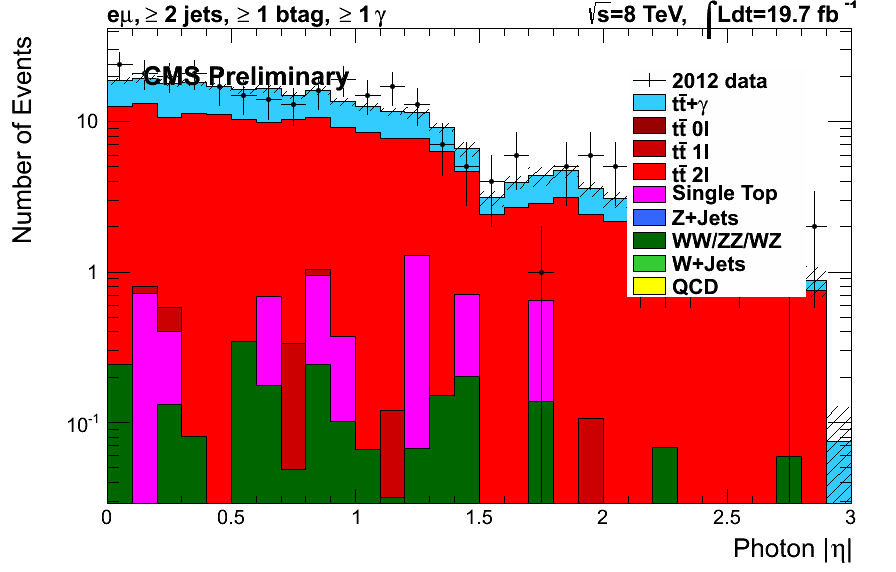 eμ, ≥ 2 jets, ≥ 1 btag, ≥ 1 γ √s=8 TeV, ∫Ldt=19.7 fb⁻¹
CMS Preliminary
2012 data
tt̄+γ
tt̄ 0l
tt̄ 1l
tt̄ 2l
Single Top
Z+Jets
WW/ZZ/WZ
W+Jets
QCD
Number of Events
10
1
10⁻¹
0 0.5 1 1.5 2 2.5 3
Photon |η|